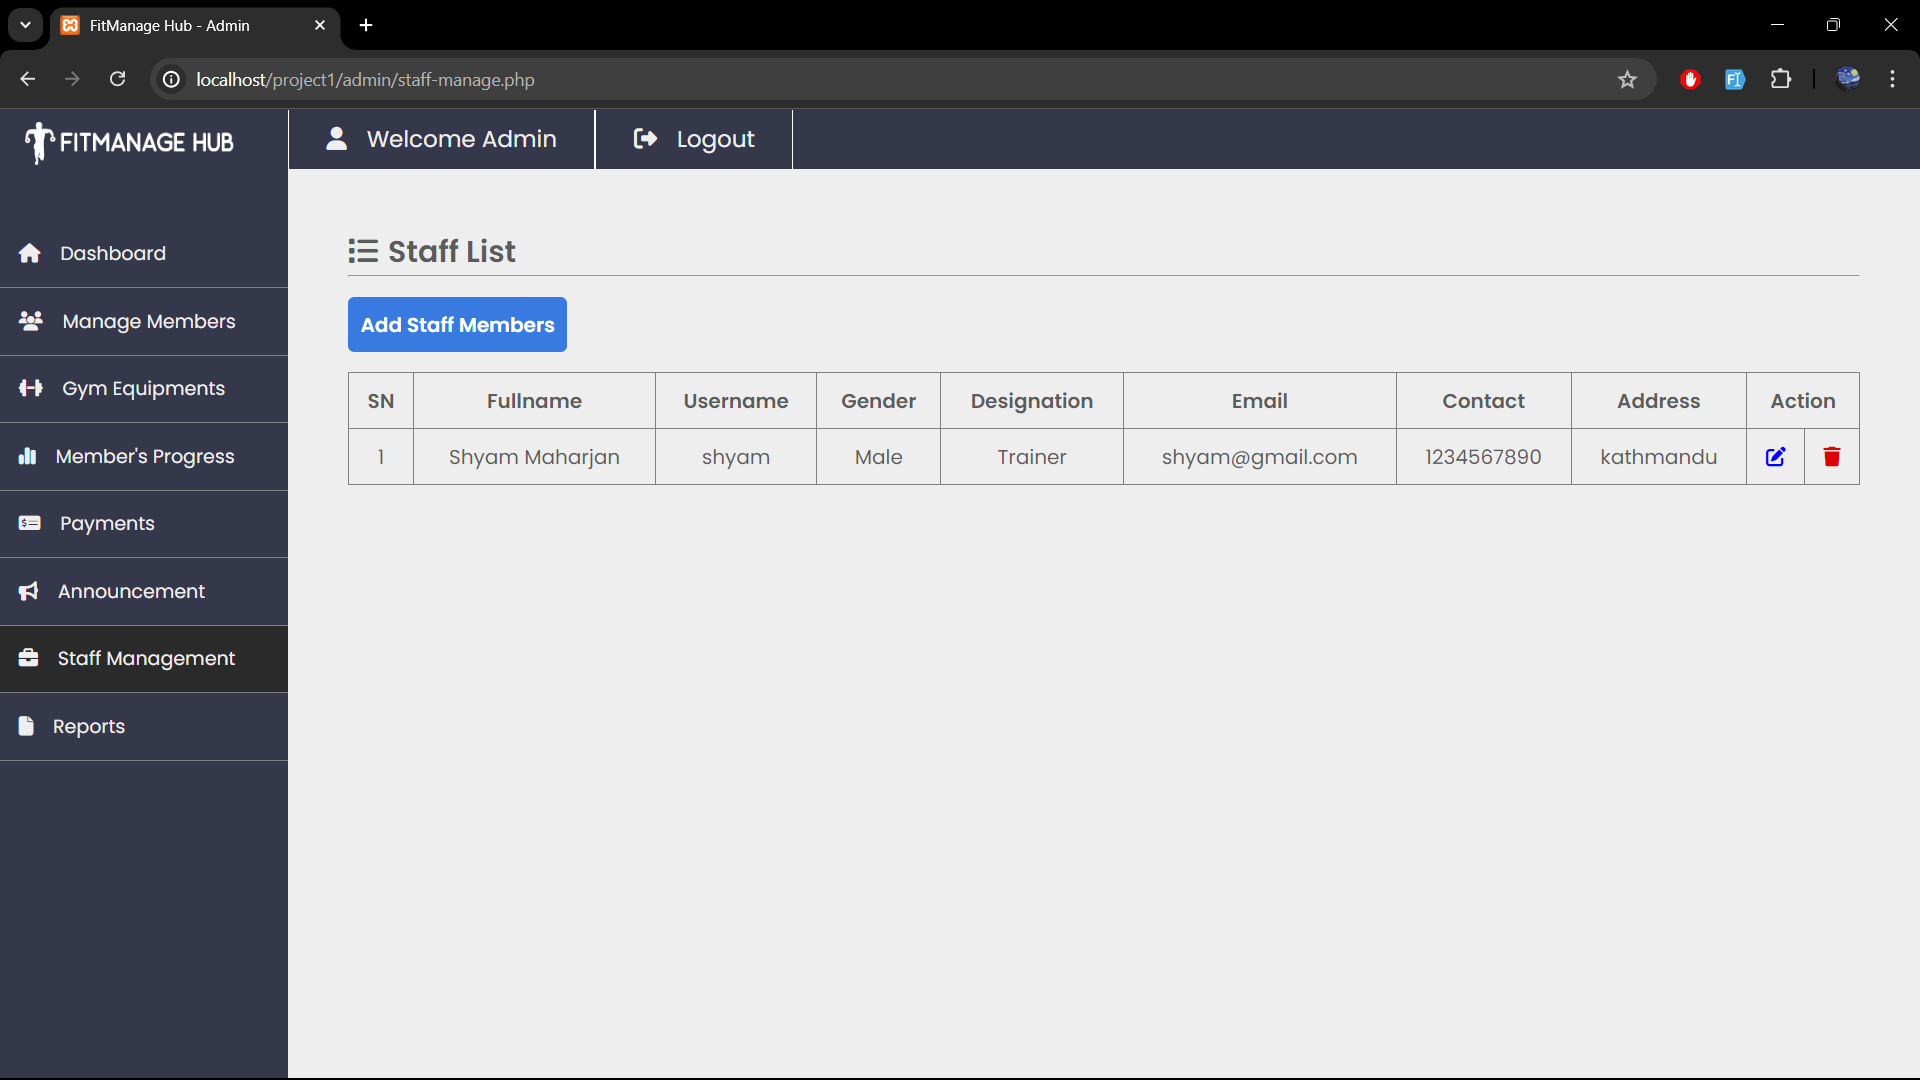 FitManage Hub - Admin
localhost/project1/admin/staff-manage.php
FITMANAGE HUB
Welcome Admin
Logout
Dashboard
Manage Members
Gym Equipments
Member's Progress
Payments
Announcement
Staff Management
Reports
Staff List
Add Staff Members
SN Fullname Username Gender Designation Email Contact Address Action
1 Shyam Maharjan shyam Male Trainer shyam@gmail.com 1234567890 kathmandu